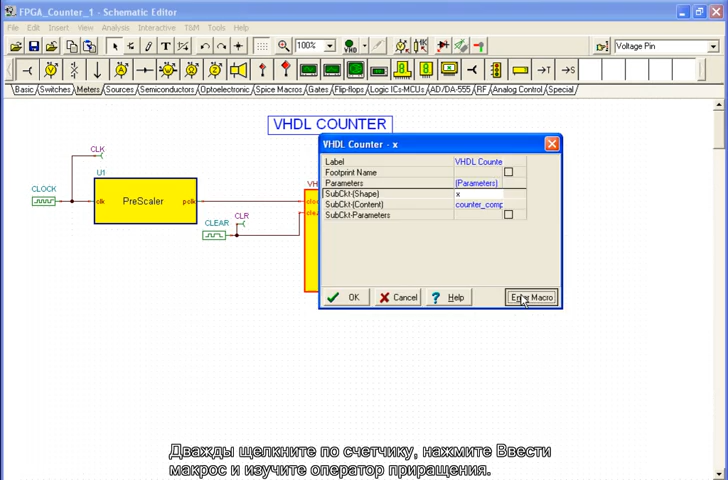 FPGA_Counter_1 - Schematic Editor
File Edit Insert View Analysis Interactive T&M Tools Help
100% VHD Voltage Pin
Basic Switches Meters Sources Semiconductors Optoelectronic Spice Macros Gates Flip-flops Logic ICs-MCUs AD/DA-555 RF Analog Control Special
VHDL COUNTER
VHDL Counter - x
Label VHDL Counte
Footprint Name
Parameters (Parameters)
SubCkt-(Shape) x
SubCkt-(Content) counter_comp
SubCkt-Parameters
OK Cancel Help Enter Macro
CLK
CLOCK
U1
clk PreScaler pclk
CLEAR
CLR
VH
cloc
clea
Дважды щелкните по счетчику, нажмите Ввести
макрос и изучите оператор приращения.